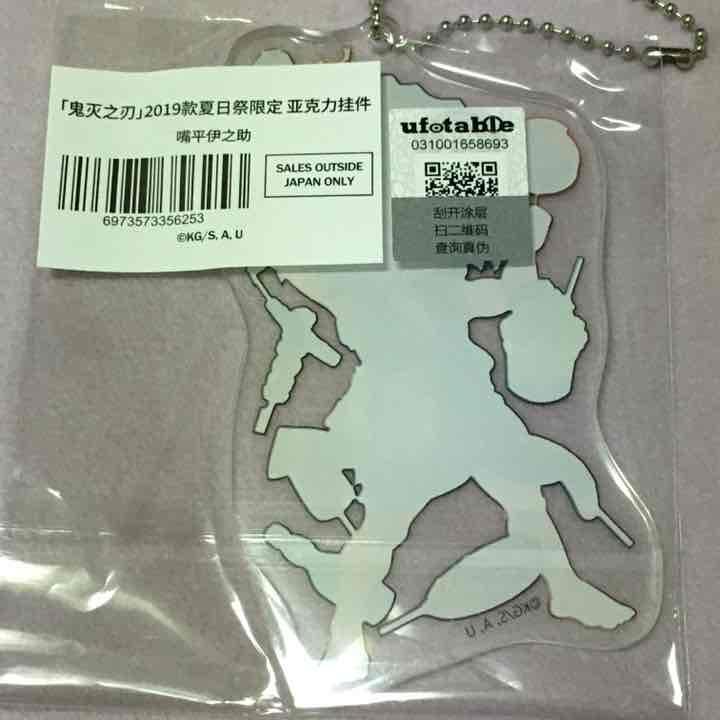 「鬼灭之刃」2019款夏日祭限定 亚克力挂件
嘴平伊之助
SALES OUTSIDE
JAPAN ONLY
6973573356253
©KG/S, A, U
ufotable
031001658693
刮开涂层
扫二维码
查询真伪
©KG/S, A, U